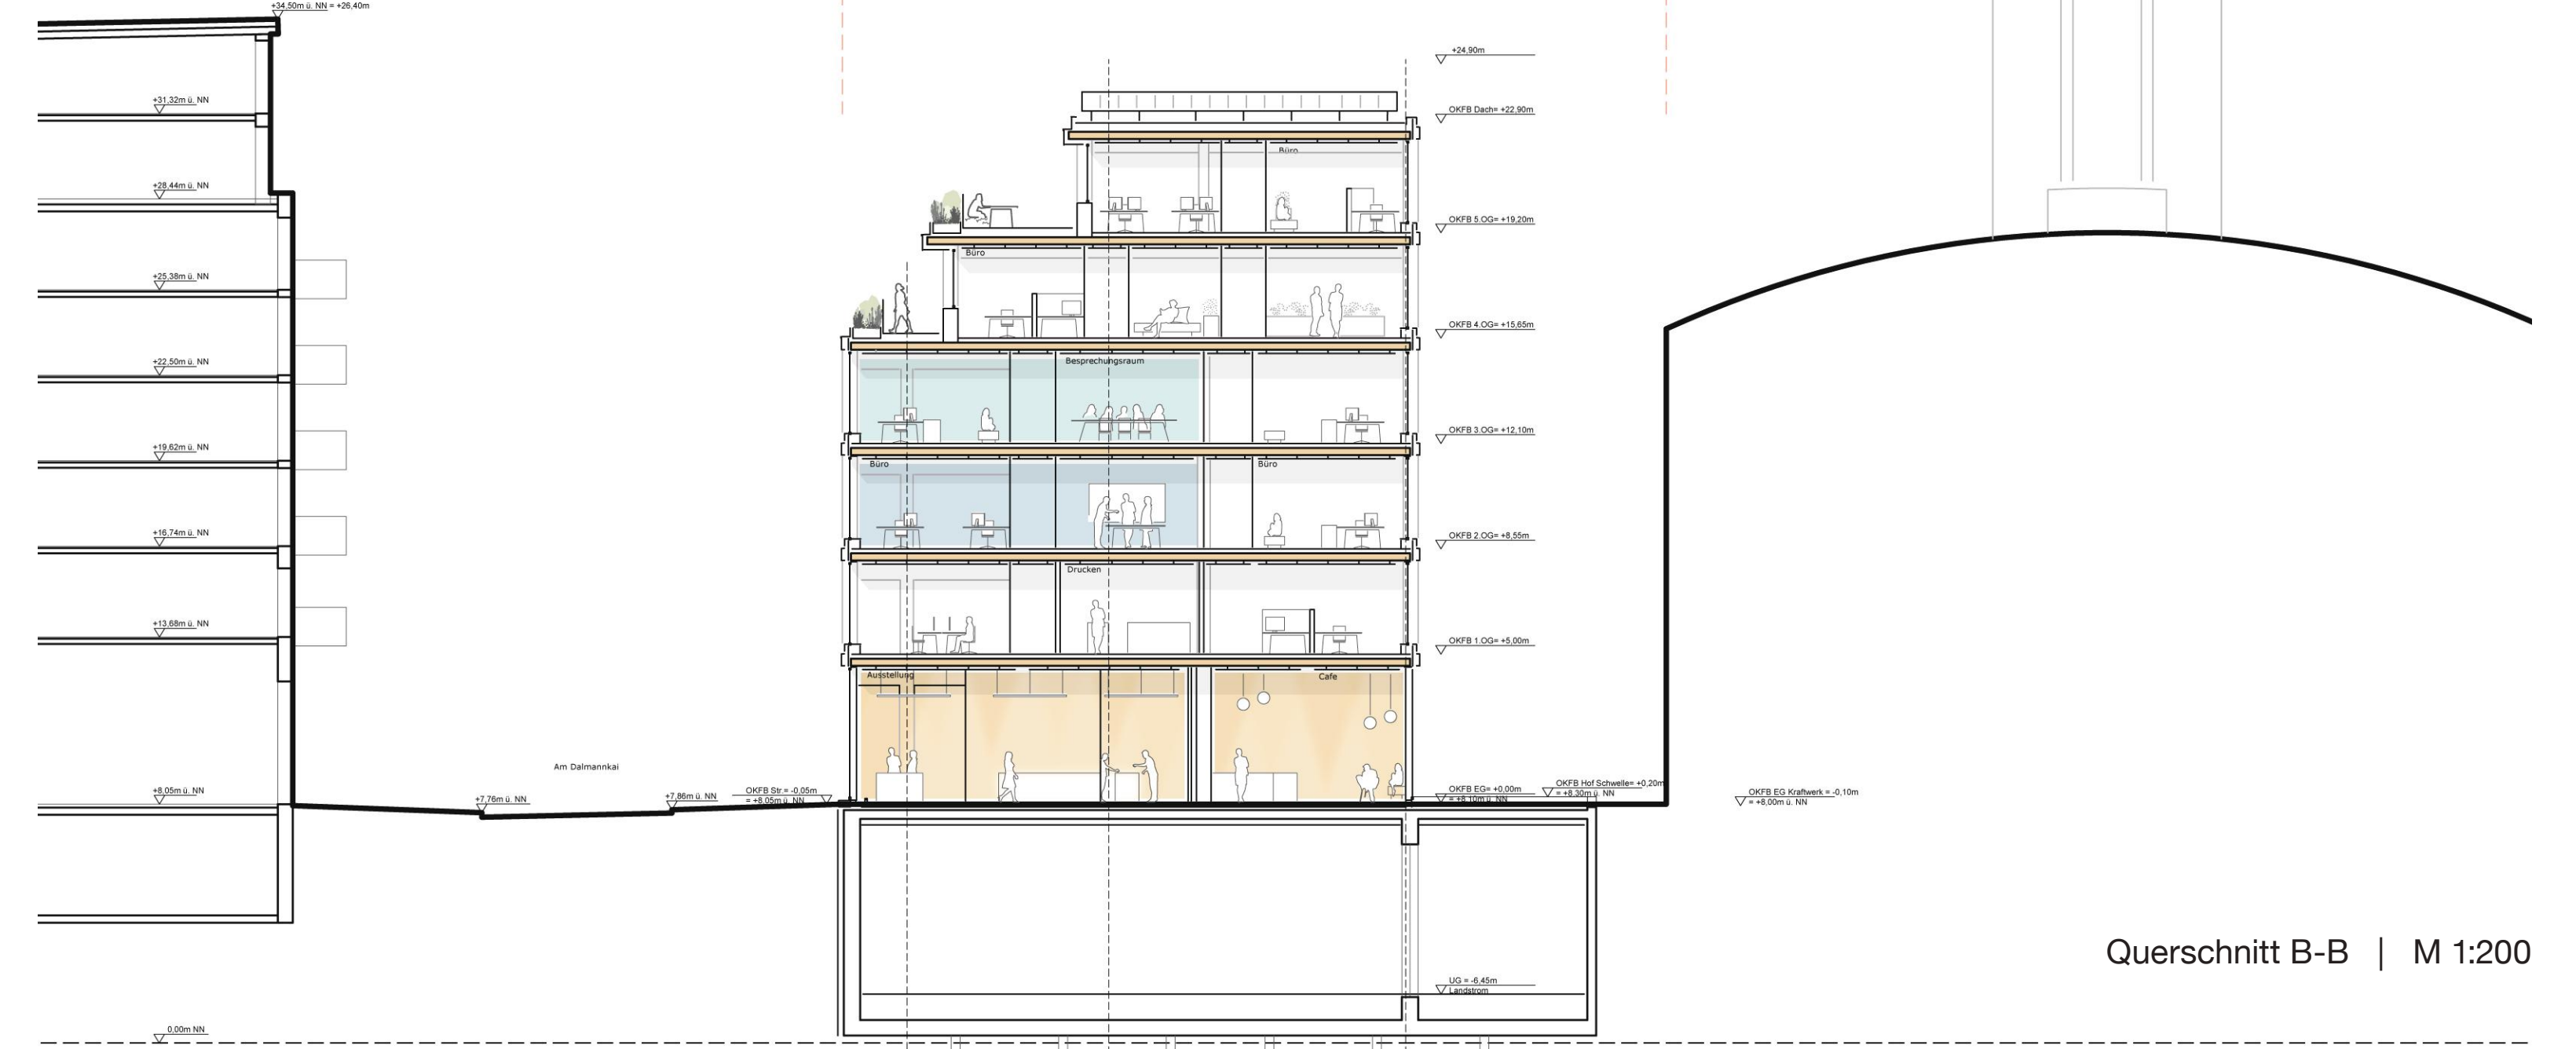 +34,50m ü. NN = +26,40m
+31,32m ü. NN
+28,44m ü. NN
+25,38m ü. NN
+22,50m ü. NN
+19,62m ü. NN
+16,74m ü. NN
+13,68m ü. NN
+8,05m ü. NN
0,00m NN
Am Dalmannkai
+7,76m ü. NN
+7,86m ü. NN
OKFB Str.= -0,05m
= +8,05m ü. NN
Büro
Büro
Besprechungsraum
Büro
Büro
Drucken
Ausstellung
Cafe
+24,90m
OKFB Dach= +22,90m
OKFB 5.OG= +19,20m
OKFB 4.OG= +15,65m
OKFB 3.OG= +12,10m
OKFB 2.OG= +8,55m
OKFB 1.OG= +5,00m
OKFB EG= +0,00m
= +8,10m ü. NN
OKFB Hof Schwelle= +0,20m
= +8,30m ü. NN
OKFB EG Kraftwerk = -0,10m
= +8,00m ü. NN
UG = -6,45m
Landstrom
Querschnitt B-B | M 1:200